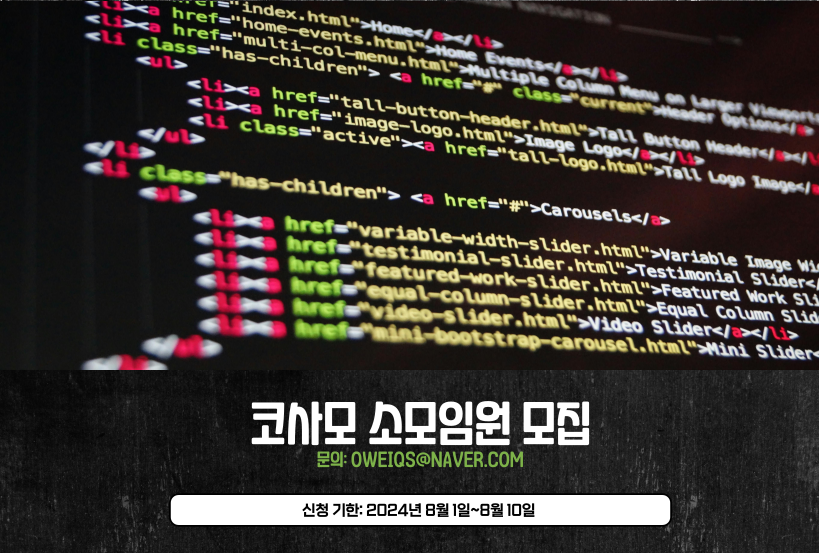 <li><a href="index.html">Home</a></li>
<li><a href="home-events.html">Home Events</a></li>
<li class="multi-col-menu.html">Multiple Column Menu on Larger Viewports
class="has-children"> <a href="#" class="current">Header Options</a>
<ul>
<li><a href="tall-button-header.html">Tall Button Header</a></li>
<li><a href="image-logo.html">Image Logo</a></li>
<li class="active"><a href="tall-logo.html">Tall Logo Image</a>
</ul>
</li>
<li class="has-children"> <a href="#">Carousels</a>
<ul>
<li><a href="variable-width-slider.html">Variable Image
<li><a href="testimonial-slider.html">Testimonial Slider</
<li><a href="featured-work-slider.html">Featured Work
<li><a href="equal-column-slider.html">Equal Column
<li><a href="video-slider.html">Video Slider</a></li>
<li><a href="mini-bootstrap-carousel.html">Mini Slider<
</ul>
</li>
코사모 소모임원 모집
문의: OWEIQS@NAVER.COM
신청 기한: 2024년 8월 1일~8월 10일